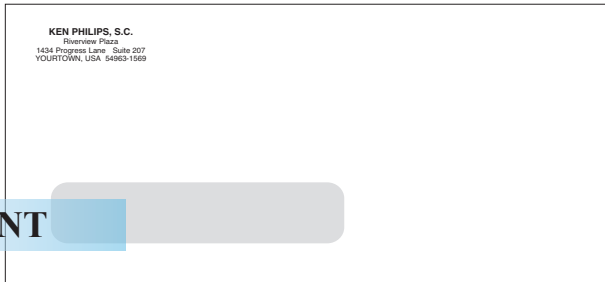 KEN PHILIPS, S.C.
Riverview Plaza
1434 Progress Lane   Suite 207
YOURTOWN, USA  54963-1569
NT